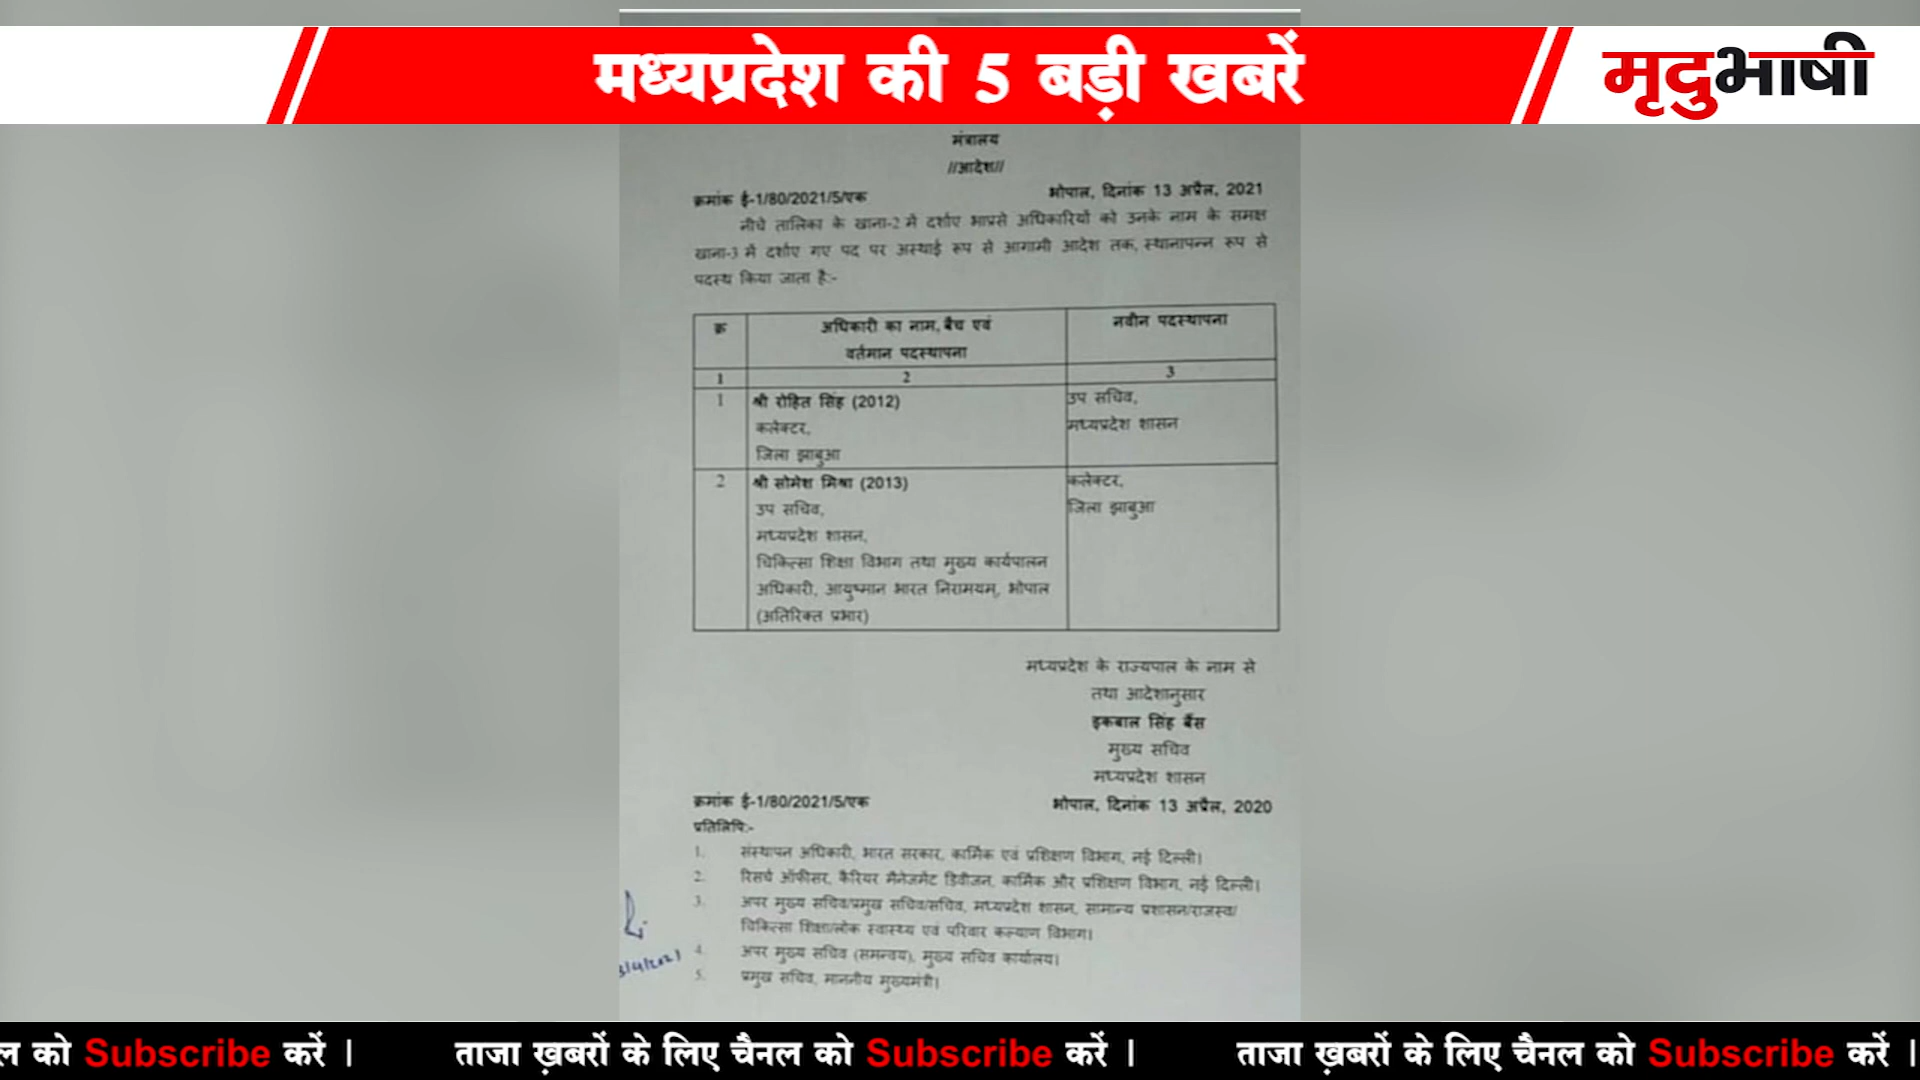 मध्यप्रदेश की 5 बड़ी खबरें
मृदुभाषी
मंत्रालय
//आदेश//
क्रमांक ई-1/80/2021/5/एक
भोपाल, दिनांक 13 अप्रैल, 2021
नीचे तालिका के खाना-2 में दर्शाए भाप्रसे अधिकारियों को उनके नाम के समक्ष
खाना-3 में दर्शाए गए पद पर अस्थाई रूप से आगामी आदेश तक, स्थानापन्न रूप से
पदस्थ किया जाता है:-
क्र
अधिकारी का नाम, बैच एवं
वर्तमान पदस्थापना
नवीन पदस्थापना
1
2
3
1
श्री रोहित सिंह (2012)
कलेक्टर,
जिला झाबुआ
उप सचिव,
मध्यप्रदेश शासन
2
श्री सोमेश मिश्रा (2013)
उप सचिव,
मध्यप्रदेश शासन,
चिकित्सा शिक्षा विभाग तथा मुख्य कार्यपालन
अधिकारी, आयुष्मान भारत निरामयम्, भोपाल
(अतिरिक्त प्रभार)
कलेक्टर,
जिला झाबुआ
मध्यप्रदेश के राज्यपाल के नाम से
तथा आदेशानुसार
इकबाल सिंह बैंस
मुख्य सचिव
मध्यप्रदेश शासन
क्रमांक ई-1/80/2021/5/एक
भोपाल, दिनांक 13 अप्रैल, 2020
प्रतिलिपि:-
1. संस्थापन अधिकारी, भारत सरकार, कार्मिक एवं प्रशिक्षण विभाग, नई दिल्ली।
2. रिसर्च ऑफीसर, कैरियर मैनेजमेंट डिवीजन, कार्मिक और प्रशिक्षण विभाग, नई दिल्ली।
3. अपर मुख्य सचिव/प्रमुख सचिव/सचिव, मध्यप्रदेश शासन, सामान्य प्रशासन/राजस्व/
चिकित्सा शिक्षा/लोक स्वास्थ्य एवं परिवार कल्याण विभाग।
4. अपर मुख्य सचिव (समन्वय), मुख्य सचिव कार्यालय।
5. प्रमुख सचिव, माननीय मुख्यमंत्री।
3/4/2021
ल को Subscribe करें । ताजा ख़बरों के लिए चैनल को Subscribe करें । ताजा ख़बरों के लिए चैनल को Subscribe करें ।